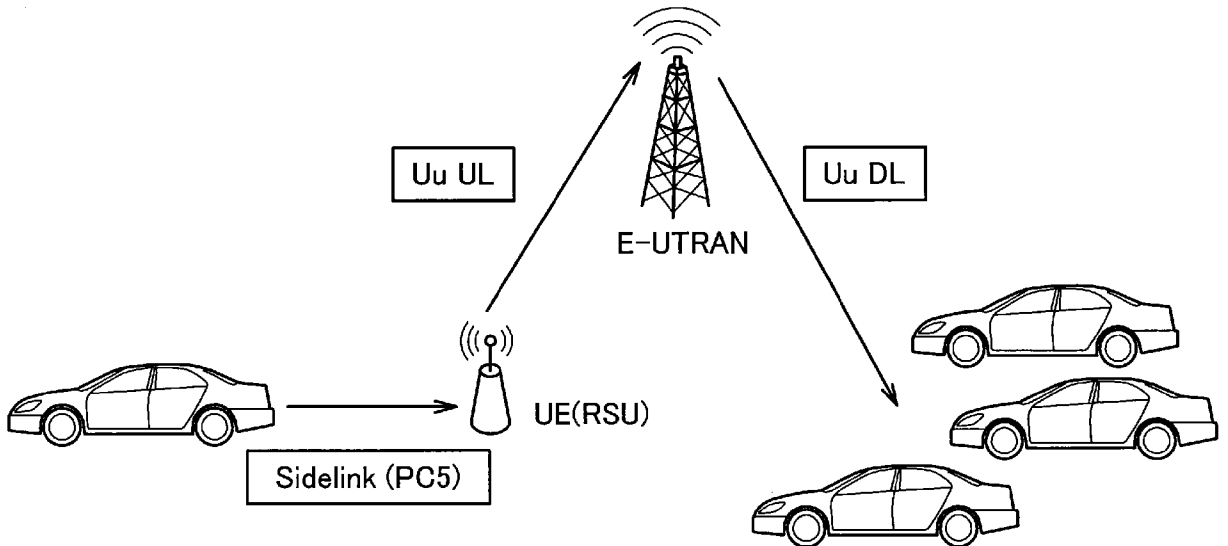 Uu UL
Uu DL
E-UTRAN
UE(RSU)
Sidelink (PC5)